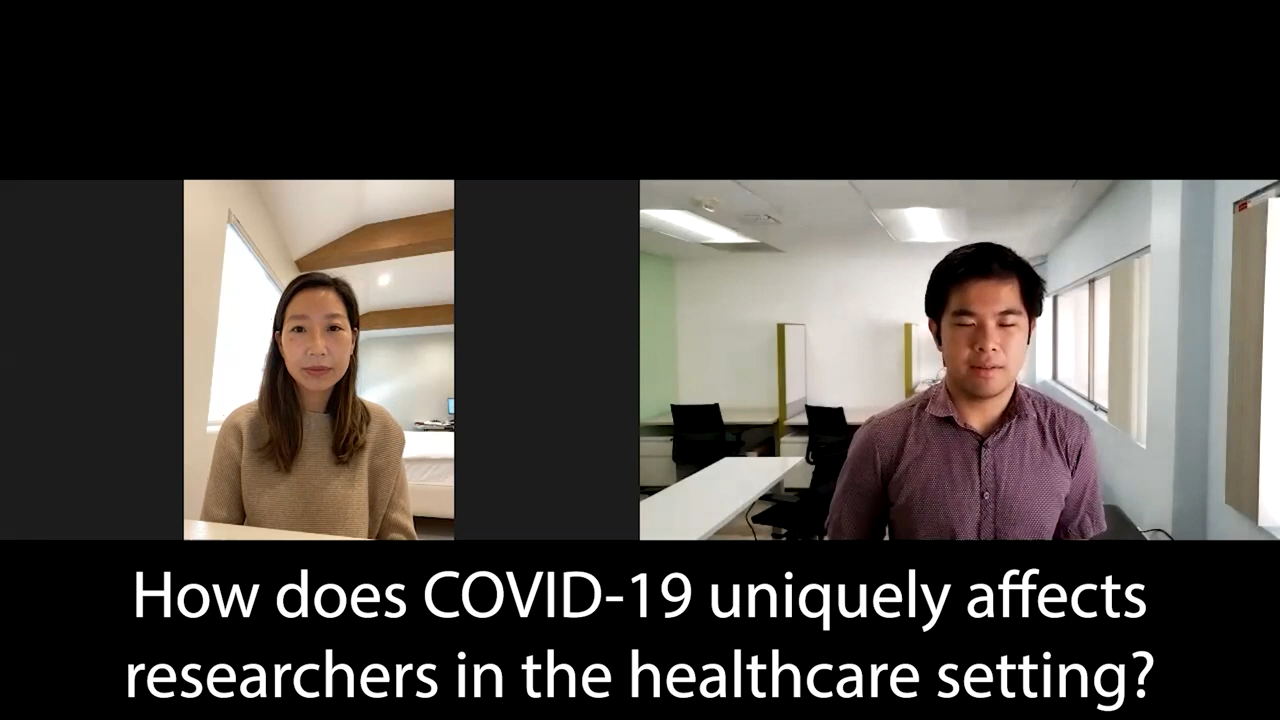 How does COVID-19 uniquely affects
researchers in the healthcare setting?